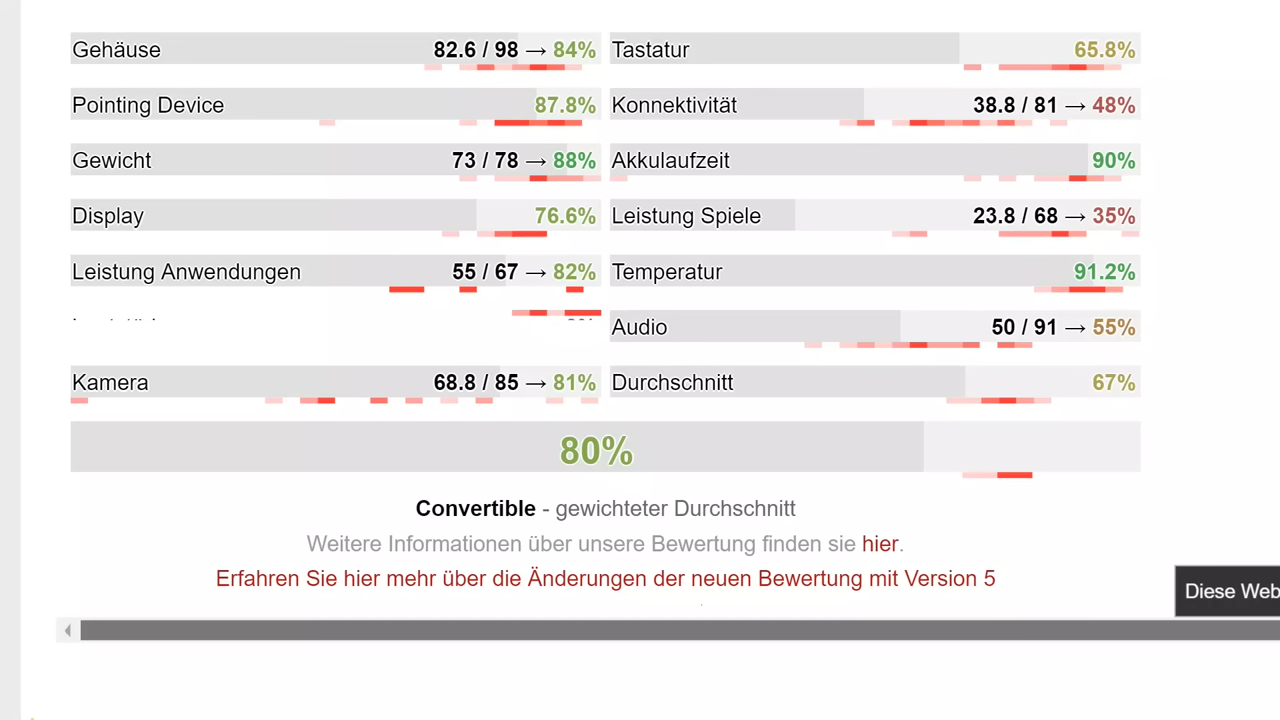 Gehäuse 82.6 / 98 → 84% Tastatur 65.8%
Pointing Device 87.8% Konnektivität 38.8 / 81 → 48%
Gewicht 73 / 78 → 88% Akkulaufzeit 90%
Display 76.6% Leistung Spiele 23.8 / 68 → 35%
Leistung Anwendungen 55 / 67 → 82% Temperatur 91.2%
Audio 50 / 91 → 55%
Kamera 68.8 / 85 → 81% Durchschnitt 67%
80%
Convertible - gewichteter Durchschnitt
Weitere Informationen über unsere Bewertung finden sie hier.
Erfahren Sie hier mehr über die Änderungen der neuen Bewertung mit Version 5
Diese Web